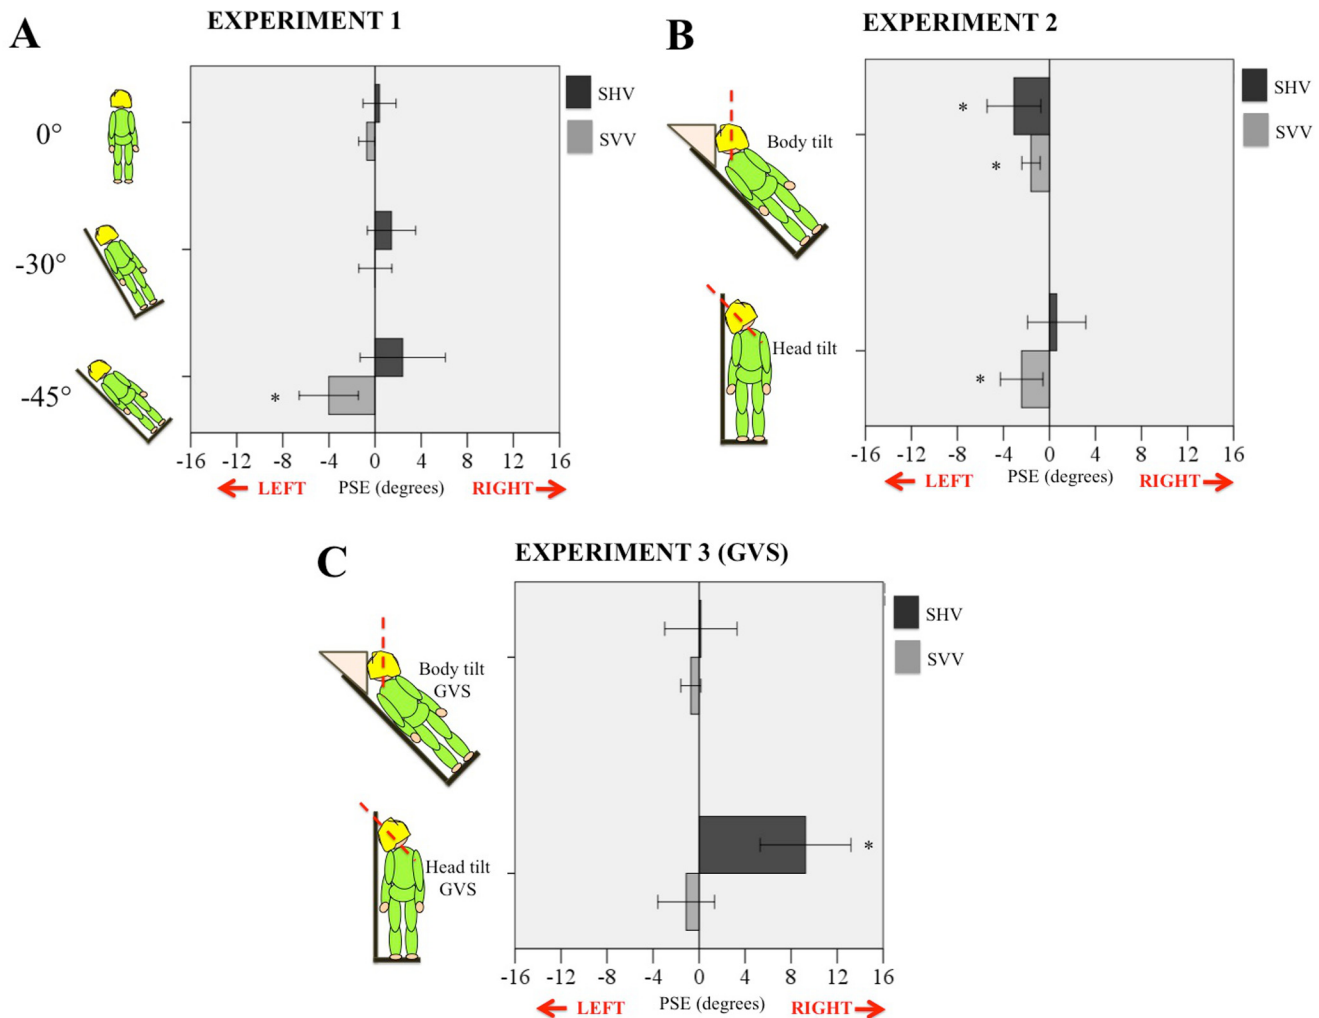 A
EXPERIMENT 1
0°
-30°
-45°
*
SHV
SVV
-16 -12 -8 -4 0 4 8 12 16
LEFT PSE (degrees) RIGHT
B
EXPERIMENT 2
Body tilt
Head tilt
*
*
*
SHV
SVV
-16 -12 -8 -4 0 4 8 12 16
LEFT PSE (degrees) RIGHT
C
EXPERIMENT 3 (GVS)
Body tilt
GVS
Head tilt
GVS
*
SHV
SVV
-16 -12 -8 -4 0 4 8 12 16
LEFT PSE (degrees) RIGHT